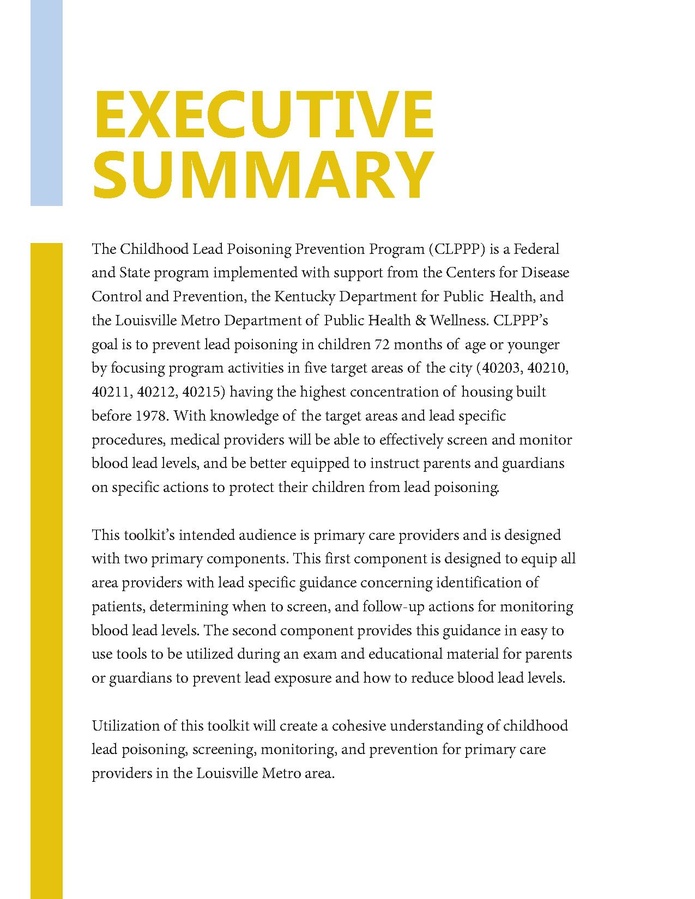 EXECUTIVE
SUMMARY
The Childhood Lead Poisoning Prevention Program (CLPPP) is a Federal
and State program implemented with support from the Centers for Disease
Control and Prevention, the Kentucky Department for Public Health, and
the Louisville Metro Department of Public Health & Wellness. CLPPP’s
goal is to prevent lead poisoning in children 72 months of age or younger
by focusing program activities in five target areas of the city (40203, 40210,
40211, 40212, 40215) having the highest concentration of housing built
before 1978. With knowledge of the target areas and lead specific
procedures, medical providers will be able to effectively screen and monitor
blood lead levels, and be better equipped to instruct parents and guardians
on specific actions to protect their children from lead poisoning.
This toolkit’s intended audience is primary care providers and is designed
with two primary components. This first component is designed to equip all
area providers with lead specific guidance concerning identification of
patients, determining when to screen, and follow-up actions for monitoring
blood lead levels. The second component provides this guidance in easy to
use tools to be utilized during an exam and educational material for parents
or guardians to prevent lead exposure and how to reduce blood lead levels.
Utilization of this toolkit will create a cohesive understanding of childhood
lead poisoning, screening, monitoring, and prevention for primary care
providers in the Louisville Metro area.